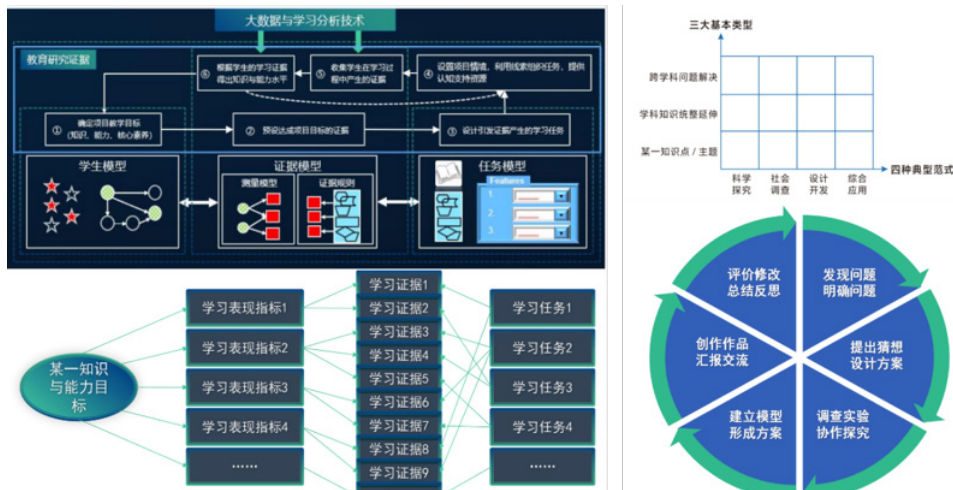 大数据与学习分析技术
教育研究证据
⑥
根据学生的学习证据
得出知识与能力水平
⑤
收集学生在学习过
程中产生的证据
④
设置项目情境、利用线索组织任务、提供
认知支持资源
①
确定项目教学目标
(知识、能力、核心素养)
②
预设达成项目目标的证据
③
设计引发证据产生的学习任务
学生模型
证据模型
测量模型
证据规则
任务模型
Features
1.
2.
3.
某一知识
与能力目
标
学习表现指标1
学习表现指标2
学习表现指标3
学习表现指标4
……
学习证据1
学习证据2
学习证据3
学习证据4
学习证据5
学习证据6
学习证据7
学习证据8
学习证据9
学习任务1
学习任务2
学习任务3
学习任务4
……
三大基本类型
跨学科问题解决
学科知识统整延伸
某一知识点 / 主题
科学
探究
社会
调查
设计
开发
综合
应用
四种典型范式
发现问题
明确问题
提出猜想
设计方案
调查实验
协作探究
建立模型
形成方案
创作作品
汇报交流
评价修改
总结反思